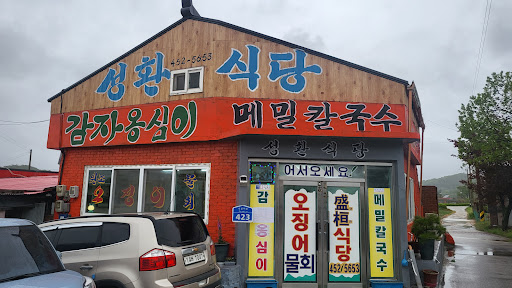 성환 452-5653 식당
감자옹심이 메밀칼국수
성환식당
어서오세요!
423
감자옹심이
오징어물회
盛桓식당
452/5653
메밀칼국수